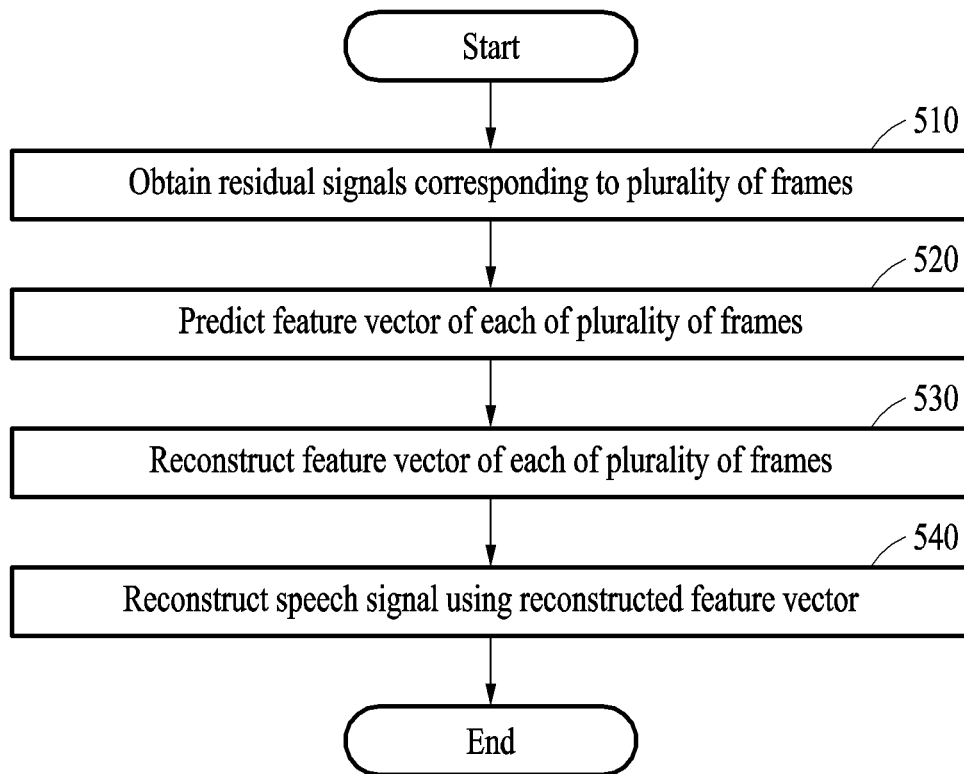 Start
510
Obtain residual signals corresponding to plurality of frames
520
Predict feature vector of each of plurality of frames
530
Reconstruct feature vector of each of plurality of frames
540
Reconstruct speech signal using reconstructed feature vector
End